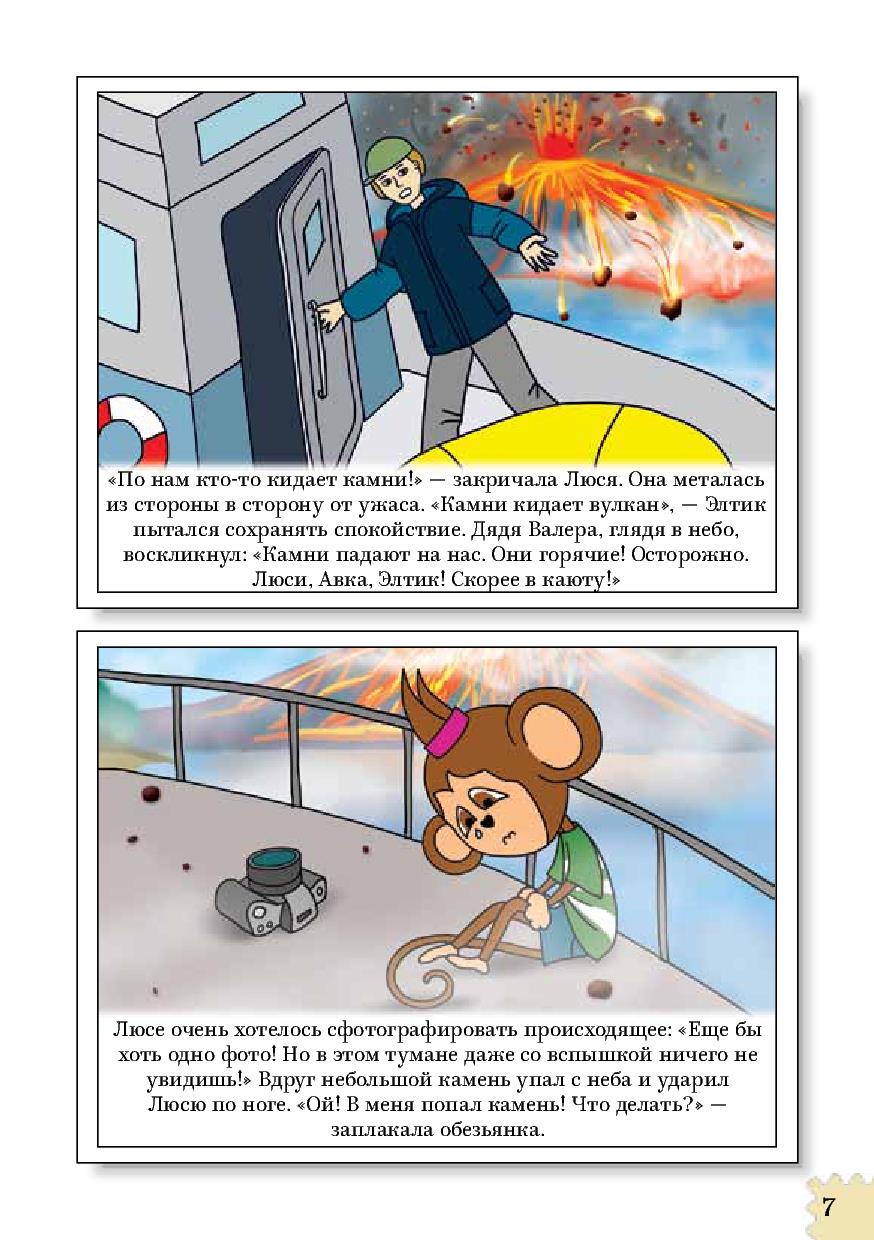 «По нам кто-то кидает камни!» — закричала Люся. Она металась
из стороны в сторону от ужаса. «Камни кидает вулкан», — Элтик
пытался сохранять спокойствие. Дядя Валера, глядя в небо,
воскликнул: «Камни падают на нас. Они горячие! Осторожно.
Люси, Авка, Элтик! Скорее в каюту!»
Люсе очень хотелось сфотографировать происходящее: «Еще бы
хоть одно фото! Но в этом тумане даже со вспышкой ничего не
увидишь!» Вдруг небольшой камень упал с неба и ударил
Люсю по ноге. «Ой! В меня попал камень! Что делать?» —
заплакала обезьянка.
7